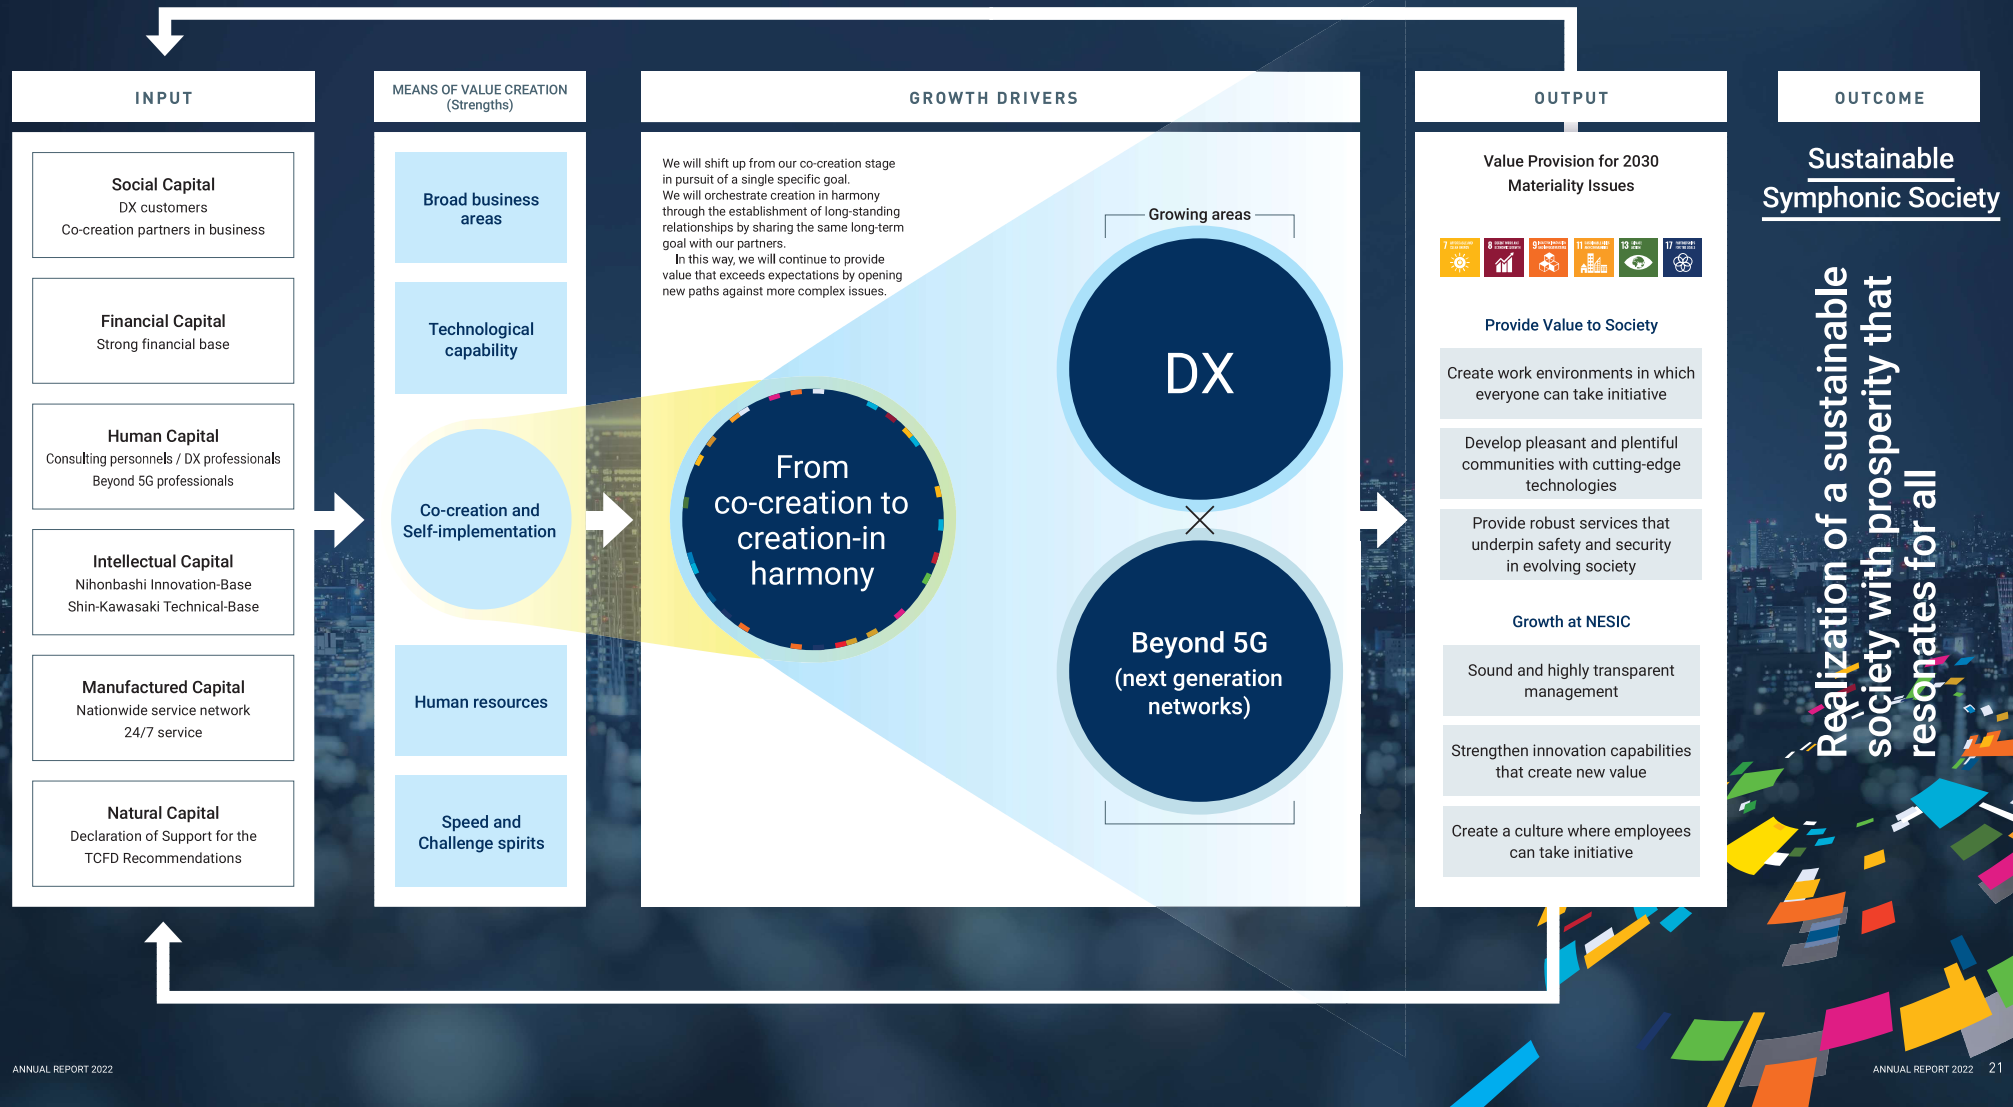 INPUT
Social Capital
DX customers
Co-creation partners in business
Financial Capital
Strong financial base
Human Capital
Consulting personnels / DX professionals
Beyond 5G professionals
Intellectual Capital
Nihonbashi Innovation-Base
Shin-Kawasaki Technical-Base
Manufactured Capital
Nationwide service network
24/7 service
Natural Capital
Declaration of Support for the
TCFD Recommendations
MEANS OF VALUE CREATION
(Strengths)
Broad business
areas
Technological
capability
Co-creation and
Self-implementation
Human resources
Speed and
Challenge spirits
GROWTH DRIVERS
We will shift up from our co-creation stage
in pursuit of a single specific goal.
We will orchestrate creation in harmony
through the establishment of long-standing
relationships by sharing the same long-term
goal with our partners.
In this way, we will continue to provide
value that exceeds expectations by opening
new paths against more complex issues.
From
co-creation to
creation-in
harmony
Growing areas
DX
Beyond 5G
(next generation
networks)
OUTPUT
Value Provision for 2030
Materiality Issues
7
8
9
11
13
17
Provide Value to Society
Create work environments in which
everyone can take initiative
Develop pleasant and plentiful
communities with cutting-edge
technologies
Provide robust services that
underpin safety and security
in evolving society
Growth at NESIC
Sound and highly transparent
management
Strengthen innovation capabilities
that create new value
Create a culture where employees
can take initiative
OUTCOME
Sustainable
Symphonic Society
Realization of a sustainable
society with prosperity that
resonates for all
ANNUAL REPORT 2022
ANNUAL REPORT 2022 21